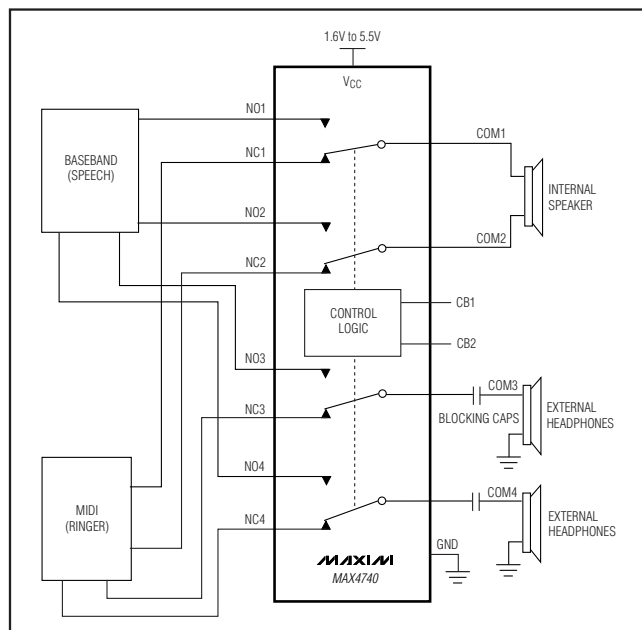 1.6V to 5.5V
VCC
NO1
COM1
NC1
BASEBAND
(SPEECH)
INTERNAL
SPEAKER
NO2
COM2
NC2
CONTROL
LOGIC
CB1
CB2
NO3
COM3
NC3
BLOCKING CAPS
EXTERNAL
HEADPHONES
NO4
COM4
MIDI
(RINGER)
NC4
EXTERNAL
HEADPHONES
GND
MAXIM
MAX4740